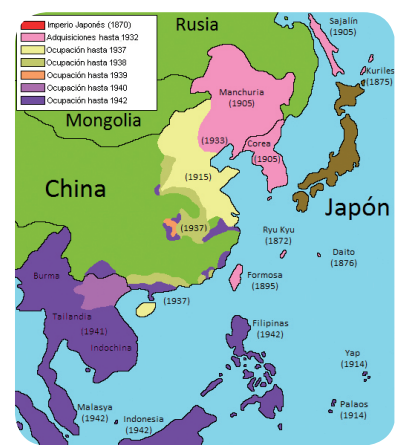 Imperio Japonés (1870)
Adquisiciones hasta 1932
Ocupación hasta 1937
Ocupación hasta 1938
Ocupación hasta 1939
Ocupación hasta 1940
Ocupación hasta 1942
Rusia
Sajalín
(1905)
Kuriles
(1875)
Manchuria
(1905)
Mongolia
(1933)
Corea
(1905)
(1915)
China
Japón
(1937)
Ryu Kyu
(1872)
Daito
(1876)
Burma
Formosa
(1895)
(1937)
Tailandia
(1941)
Filipinas
(1942)
Indochina
Yap
(1914)
Malasya
(1942)
Indonesia
(1942)
Palaos
(1914)